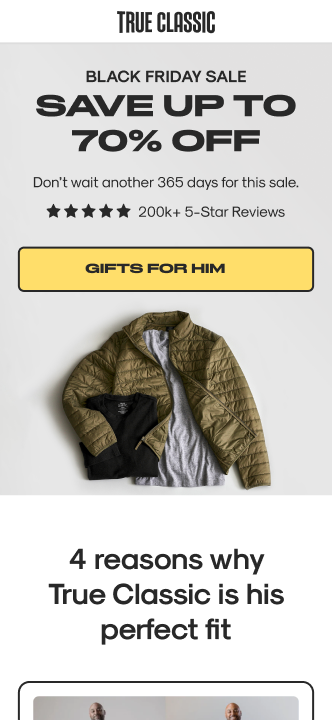 TRUE CLASSIC
BLACK FRIDAY SALE
SAVE UP TO
70% OFF
Don't wait another 365 days for this sale.
200k+ 5-Star Reviews
GIFTS FOR HIM
4 reasons why
True Classic is his
perfect fit